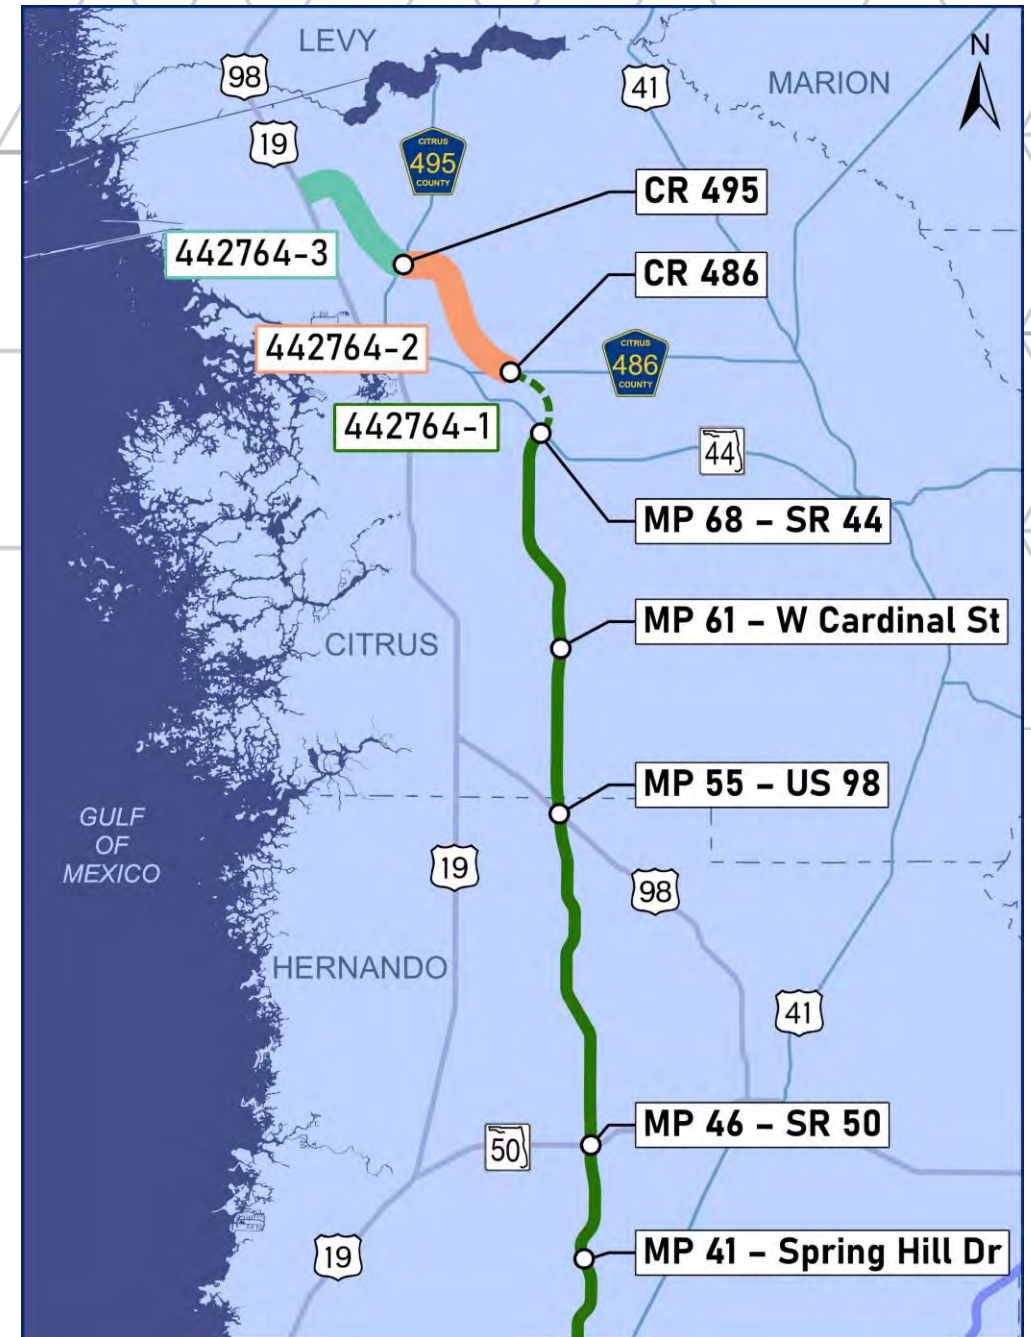 LEVY
98
41
MARION
N
19
CITRUS
495
COUNTY
CR 495
442764-3
CR 486
442764-2
CITRUS
486
COUNTY
442764-1
44
MP 68 – SR 44
MP 61 – W Cardinal St
CITRUS
MP 55 – US 98
GULF
OF
MEXICO
19
98
HERNANDO
41
MP 46 – SR 50
50
MP 41 – Spring Hill Dr
19